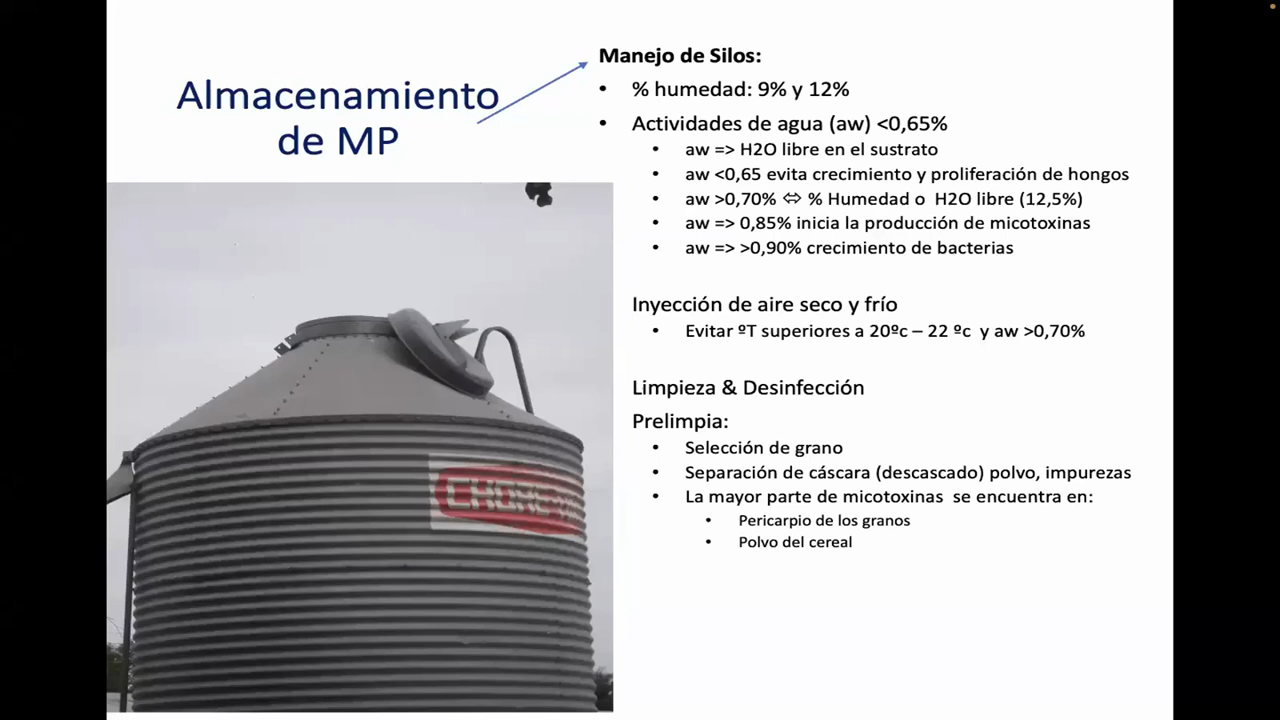 Almacenamiento
de MP
Manejo de Silos:
• % humedad: 9% y 12%
• Actividades de agua (aw) <0,65%
• aw => H2O libre en el sustrato
• aw <0,65 evita crecimiento y proliferación de hongos
• aw >0,70% ⬄ % Humedad o H2O libre (12,5%)
• aw => 0,85% inicia la producción de micotoxinas
• aw => >0,90% crecimiento de bacterias
Inyección de aire seco y frío
• Evitar ºT superiores a 20ºc – 22 ºc y aw >0,70%
Limpieza & Desinfección
Prelimpia:
• Selección de grano
• Separación de cáscara (descascado) polvo, impurezas
• La mayor parte de micotoxinas se encuentra en:
• Pericarpio de los granos
• Polvo del cereal